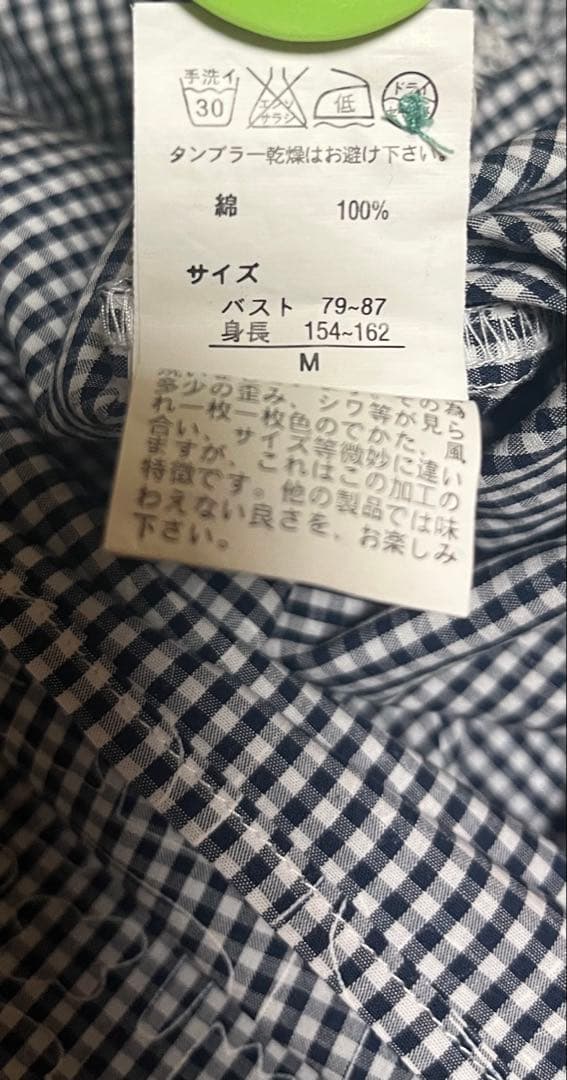 手洗イ
30
エンソ
サラシ
低
ドライ
タンブラー乾燥はお避け下さい。
綿 100%
サイズ
バスト 79~87
身長 154~162
M
多少の歪み、シワ等の見
れ一枚一枚色でかた、風
合い、サイズ等微妙に違い
ますが、これはこの加工の
特徴です。他の製品では味
わえない良さを、お楽しみ
下さい。